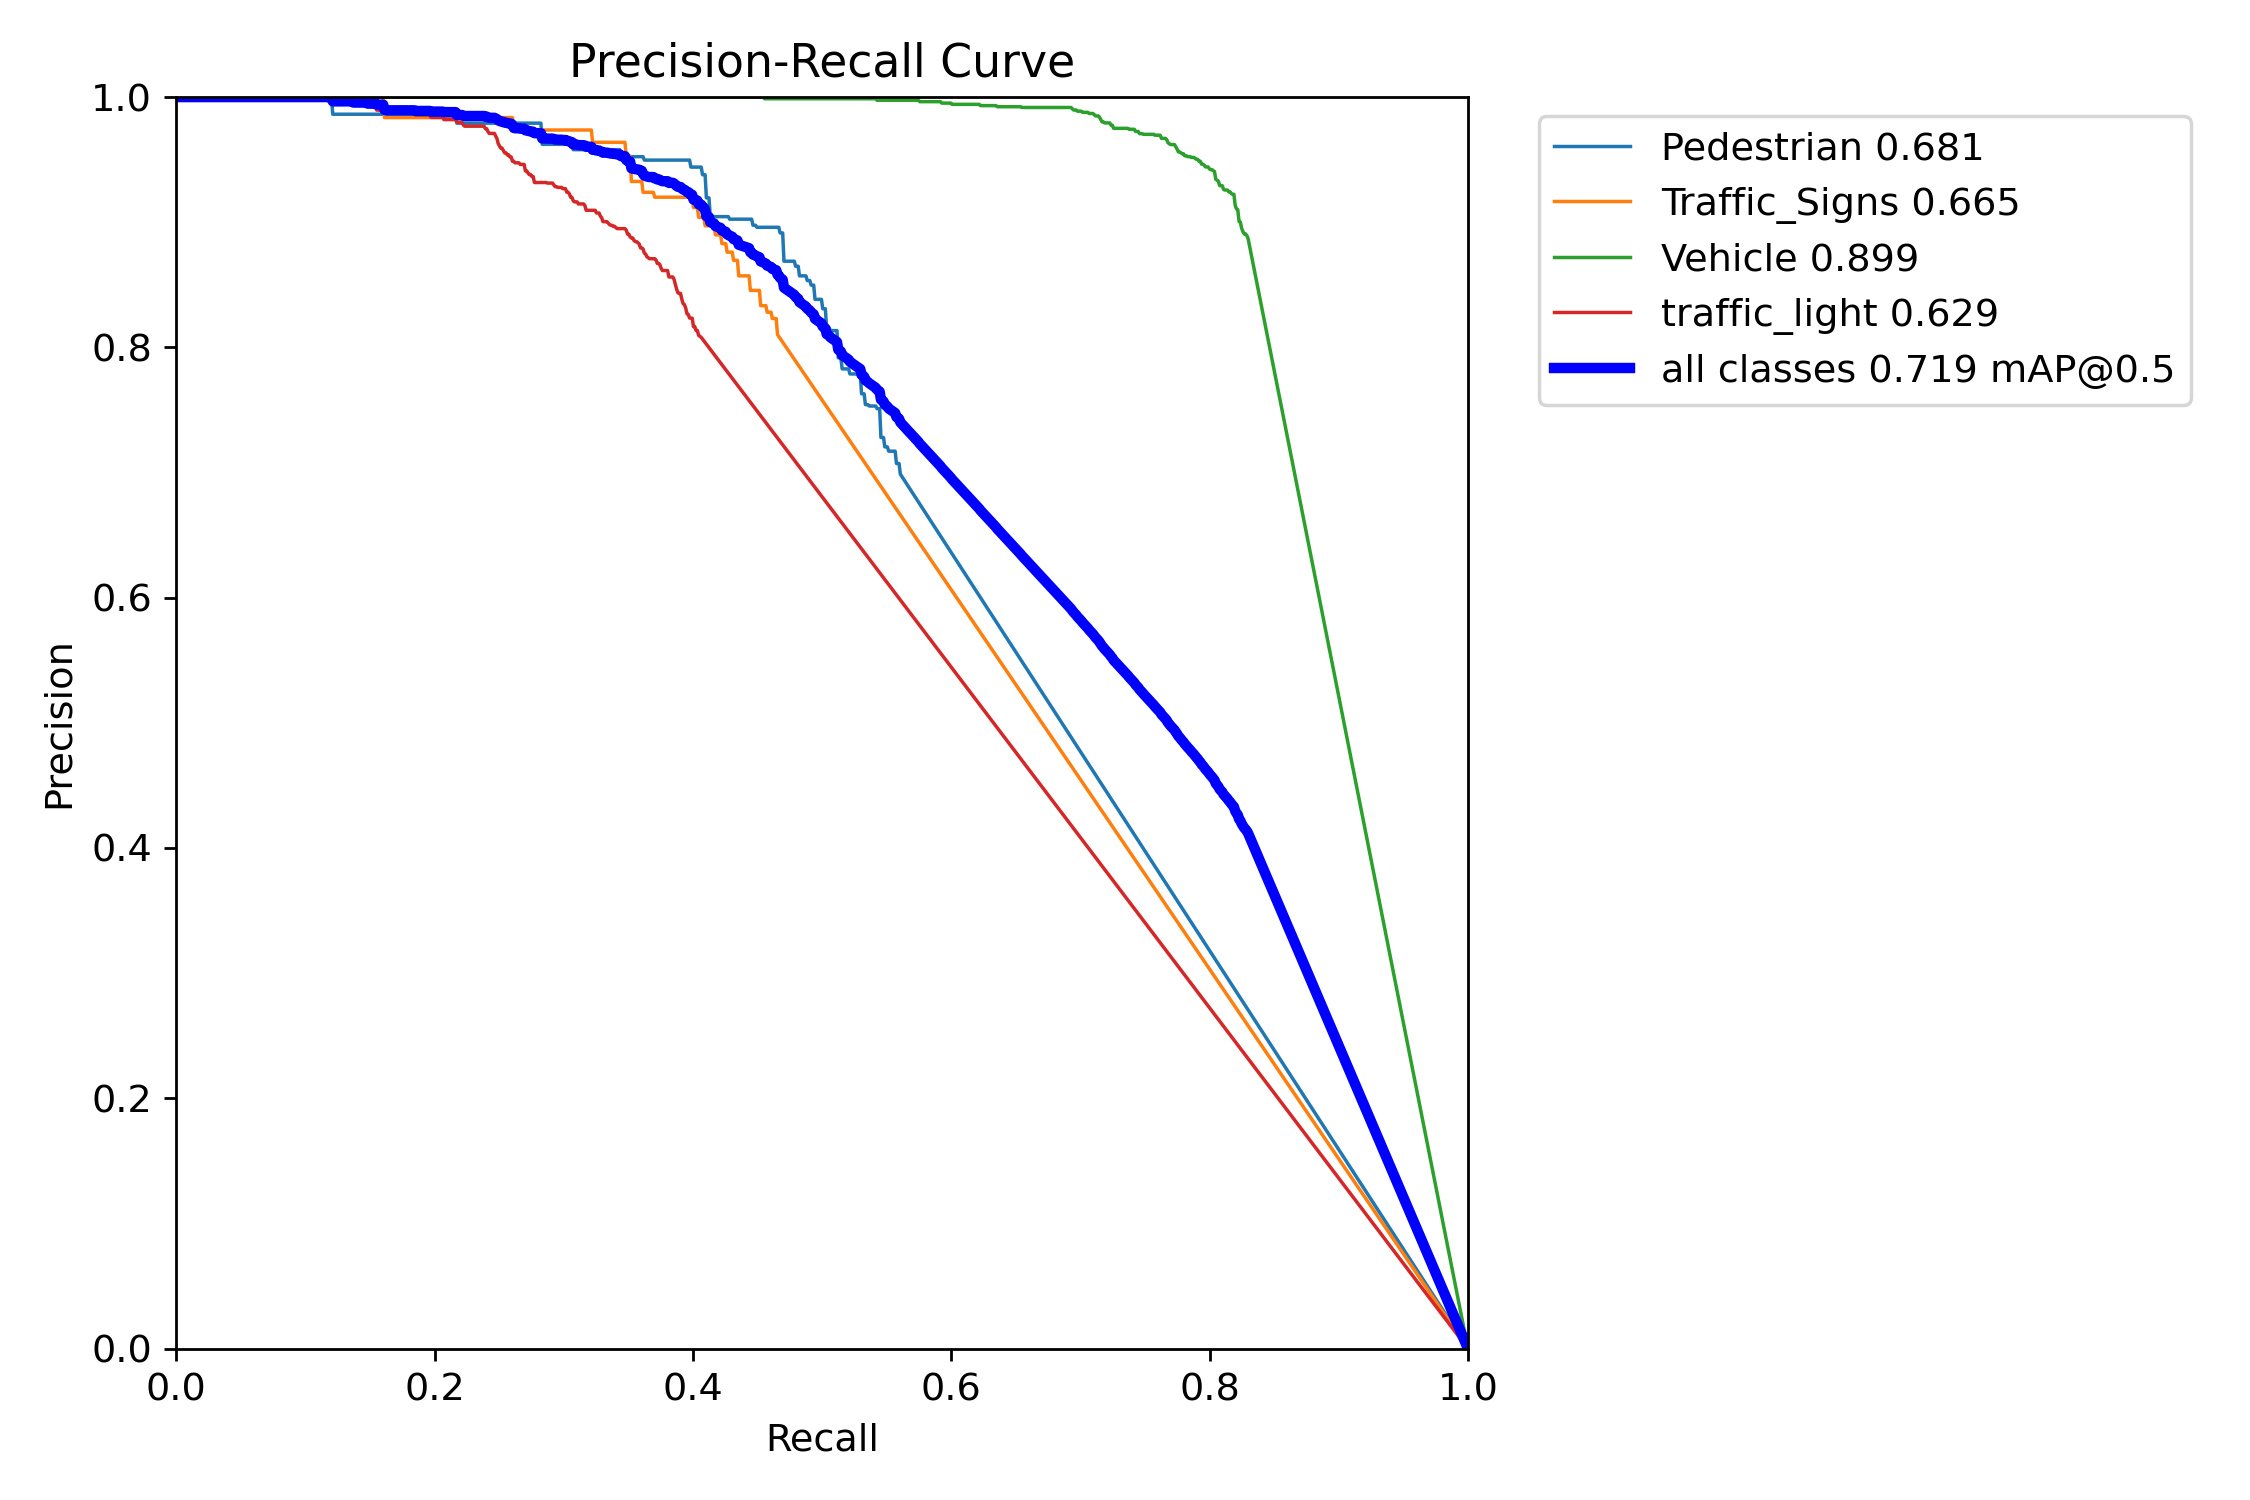 Precision-Recall Curve
1.0
0.8
0.6
0.4
0.2
0.0
Precision
0.0 0.2 0.4 0.6 0.8 1.0
Recall
Pedestrian 0.681
Traffic_Signs 0.665
Vehicle 0.899
traffic_light 0.629
all classes 0.719 mAP@0.5